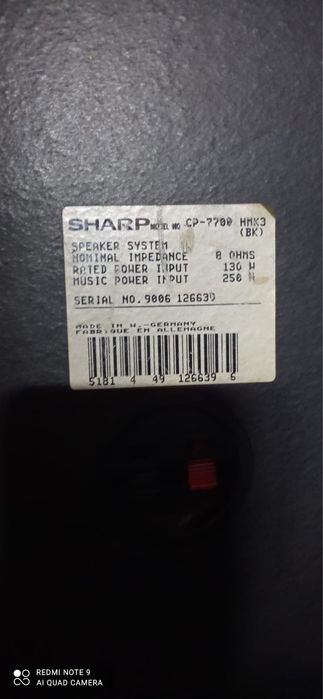 SHARP MODEL NO. CP-7700 HMX3
(BK)
SPEAKER SYSTEM
NOMINAL IMPEDANCE 8 OHMS
RATED POWER INPUT 130 W
MUSIC POWER INPUT 250 W
SERIAL NO. 9006 126639
MADE IN W.-GERMANY
FABRIQUE EN ALLEMAGNE
5181 4 49 126639 6
REDMI NOTE 9
AI QUAD CAMERA